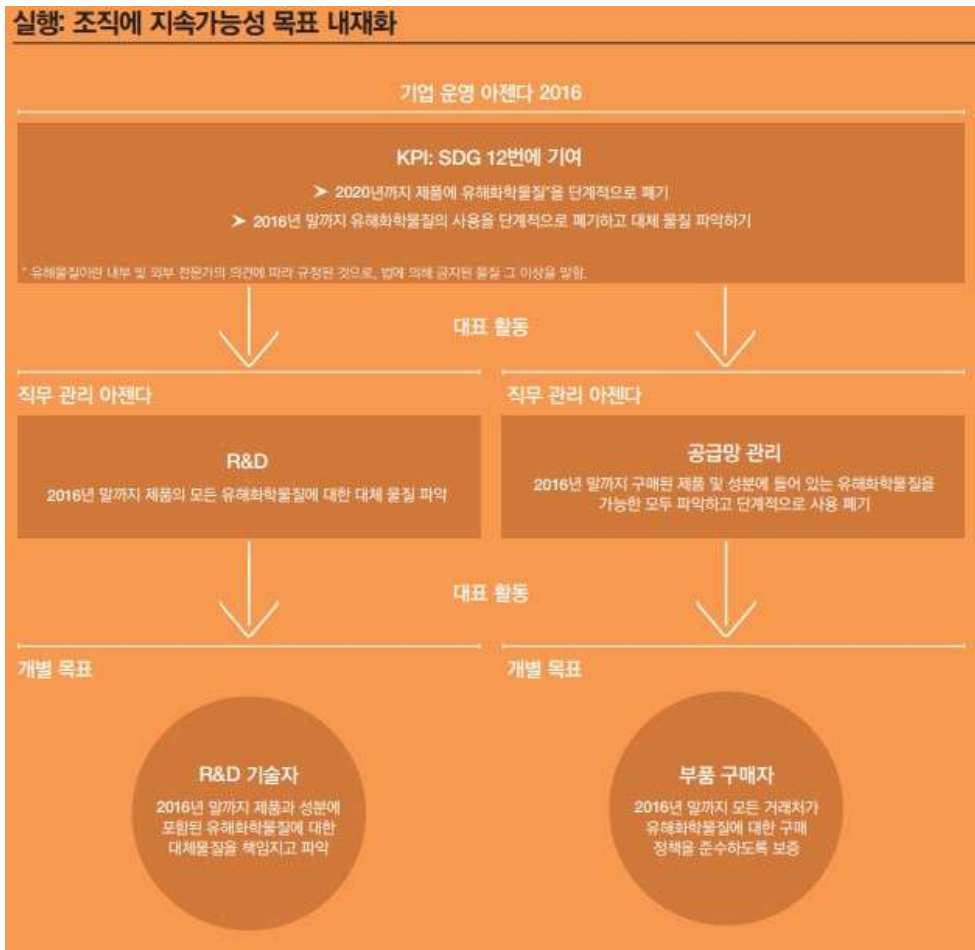 실행: 조직에 지속가능성 목표 내재화
기업 운영 아젠다 2016
KPI: SDG 12번에 기여
➤ 2020년까지 제품에 유해화학물질*을 단계적으로 폐기
➤ 2016년 말까지 유해화학물질의 사용을 단계적으로 폐기하고 대체 물질 파악하기
* 유해물질이란 내부 및 외부 전문가의 의견에 따라 규정된 것으로, 법에 의해 금지된 물질 그 이상을 말함.
대표 활동
직무 관리 아젠다
R&D
2016년 말까지 제품의 모든 유해화학물질에 대한 대체 물질 파악
직무 관리 아젠다
공급망 관리
2016년 말까지 구매된 제품 및 성분에 들어 있는 유해화학물질을
가능한 모두 파악하고 단계적으로 사용 폐기
대표 활동
개별 목표
R&D 기술자
2016년 말까지 제품과 성분에
포함된 유해화학물질에 대한
대체물질을 책임지고 파악
개별 목표
부품 구매자
2016년 말까지 모든 거래처가
유해화학물질에 대한 구매
정책을 준수하도록 보증